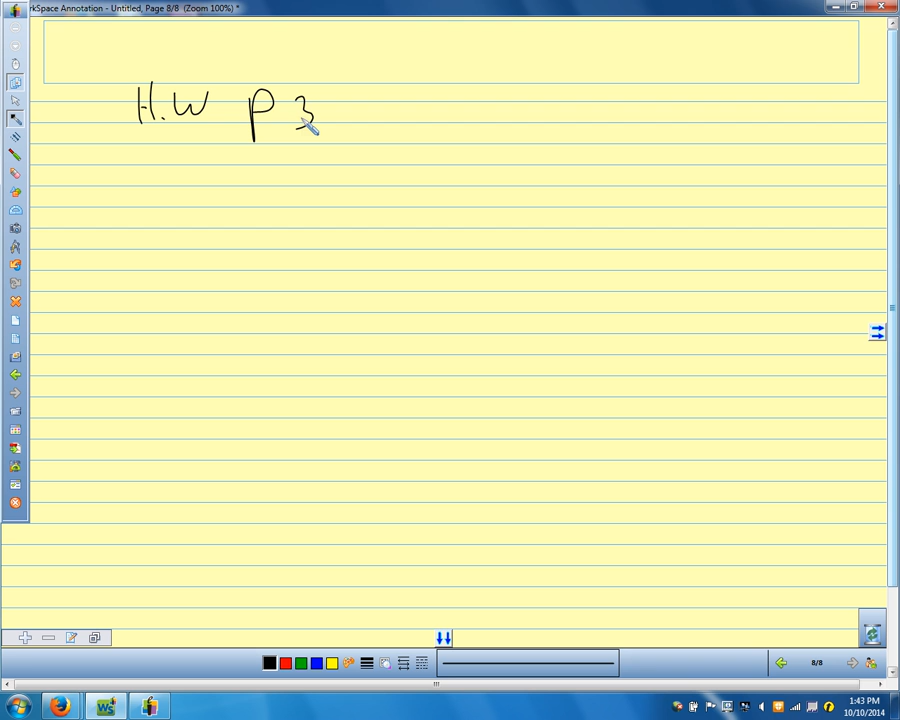 rkSpace Annotation - Untitled, Page 8/8 (Zoom 100%) *
H.W P 3
8/8
1:43 PM
10/10/2014